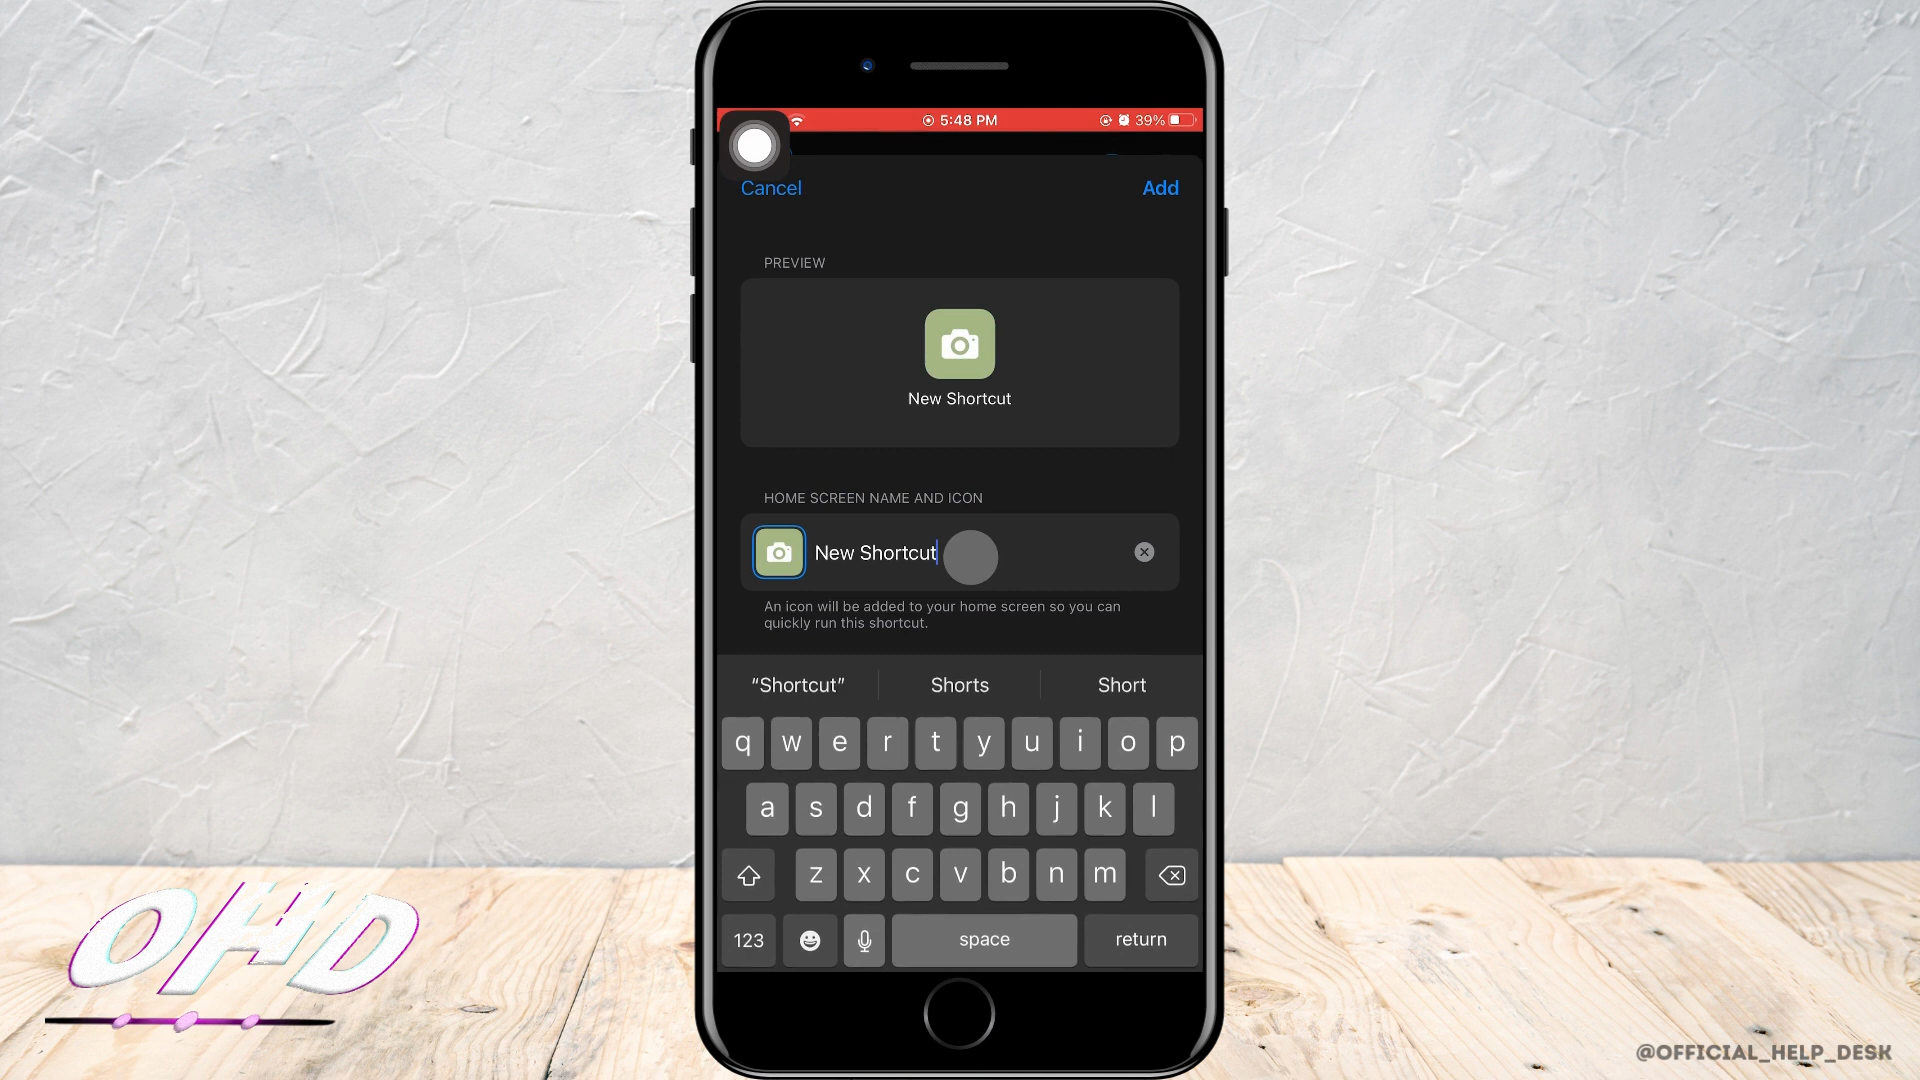 5:48 PM 39%
Cancel Add
PREVIEW
New Shortcut
HOME SCREEN NAME AND ICON
New Shortcut
An icon will be added to your home screen so you can
quickly run this shortcut.
“Shortcut” Shorts Short
q w e r t y u i o p
a s d f g h j k l
z x c v b n m
123 space return
OHD
@OFFICIAL_HELP_DESK